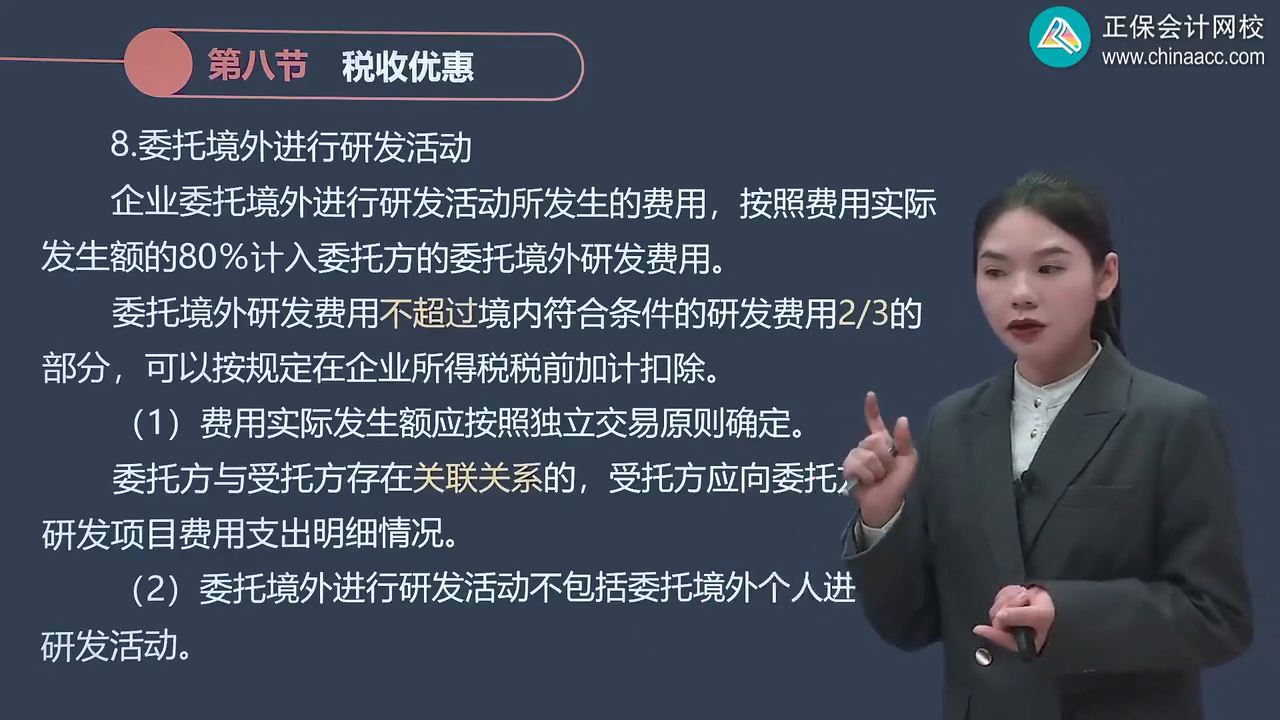 第八节 税收优惠
正保会计网校
www.chinaacc.com
8.委托境外进行研发活动
企业委托境外进行研发活动所发生的费用，按照费用实际
发生额的80%计入委托方的委托境外研发费用。
委托境外研发费用不超过境内符合条件的研发费用2/3的
部分，可以按规定在企业所得税税前加计扣除。
（1）费用实际发生额应按照独立交易原则确定。
委托方与受托方存在关联关系的，受托方应向委托
研发项目费用支出明细情况。
（2）委托境外进行研发活动不包括委托境外个人进
研发活动。